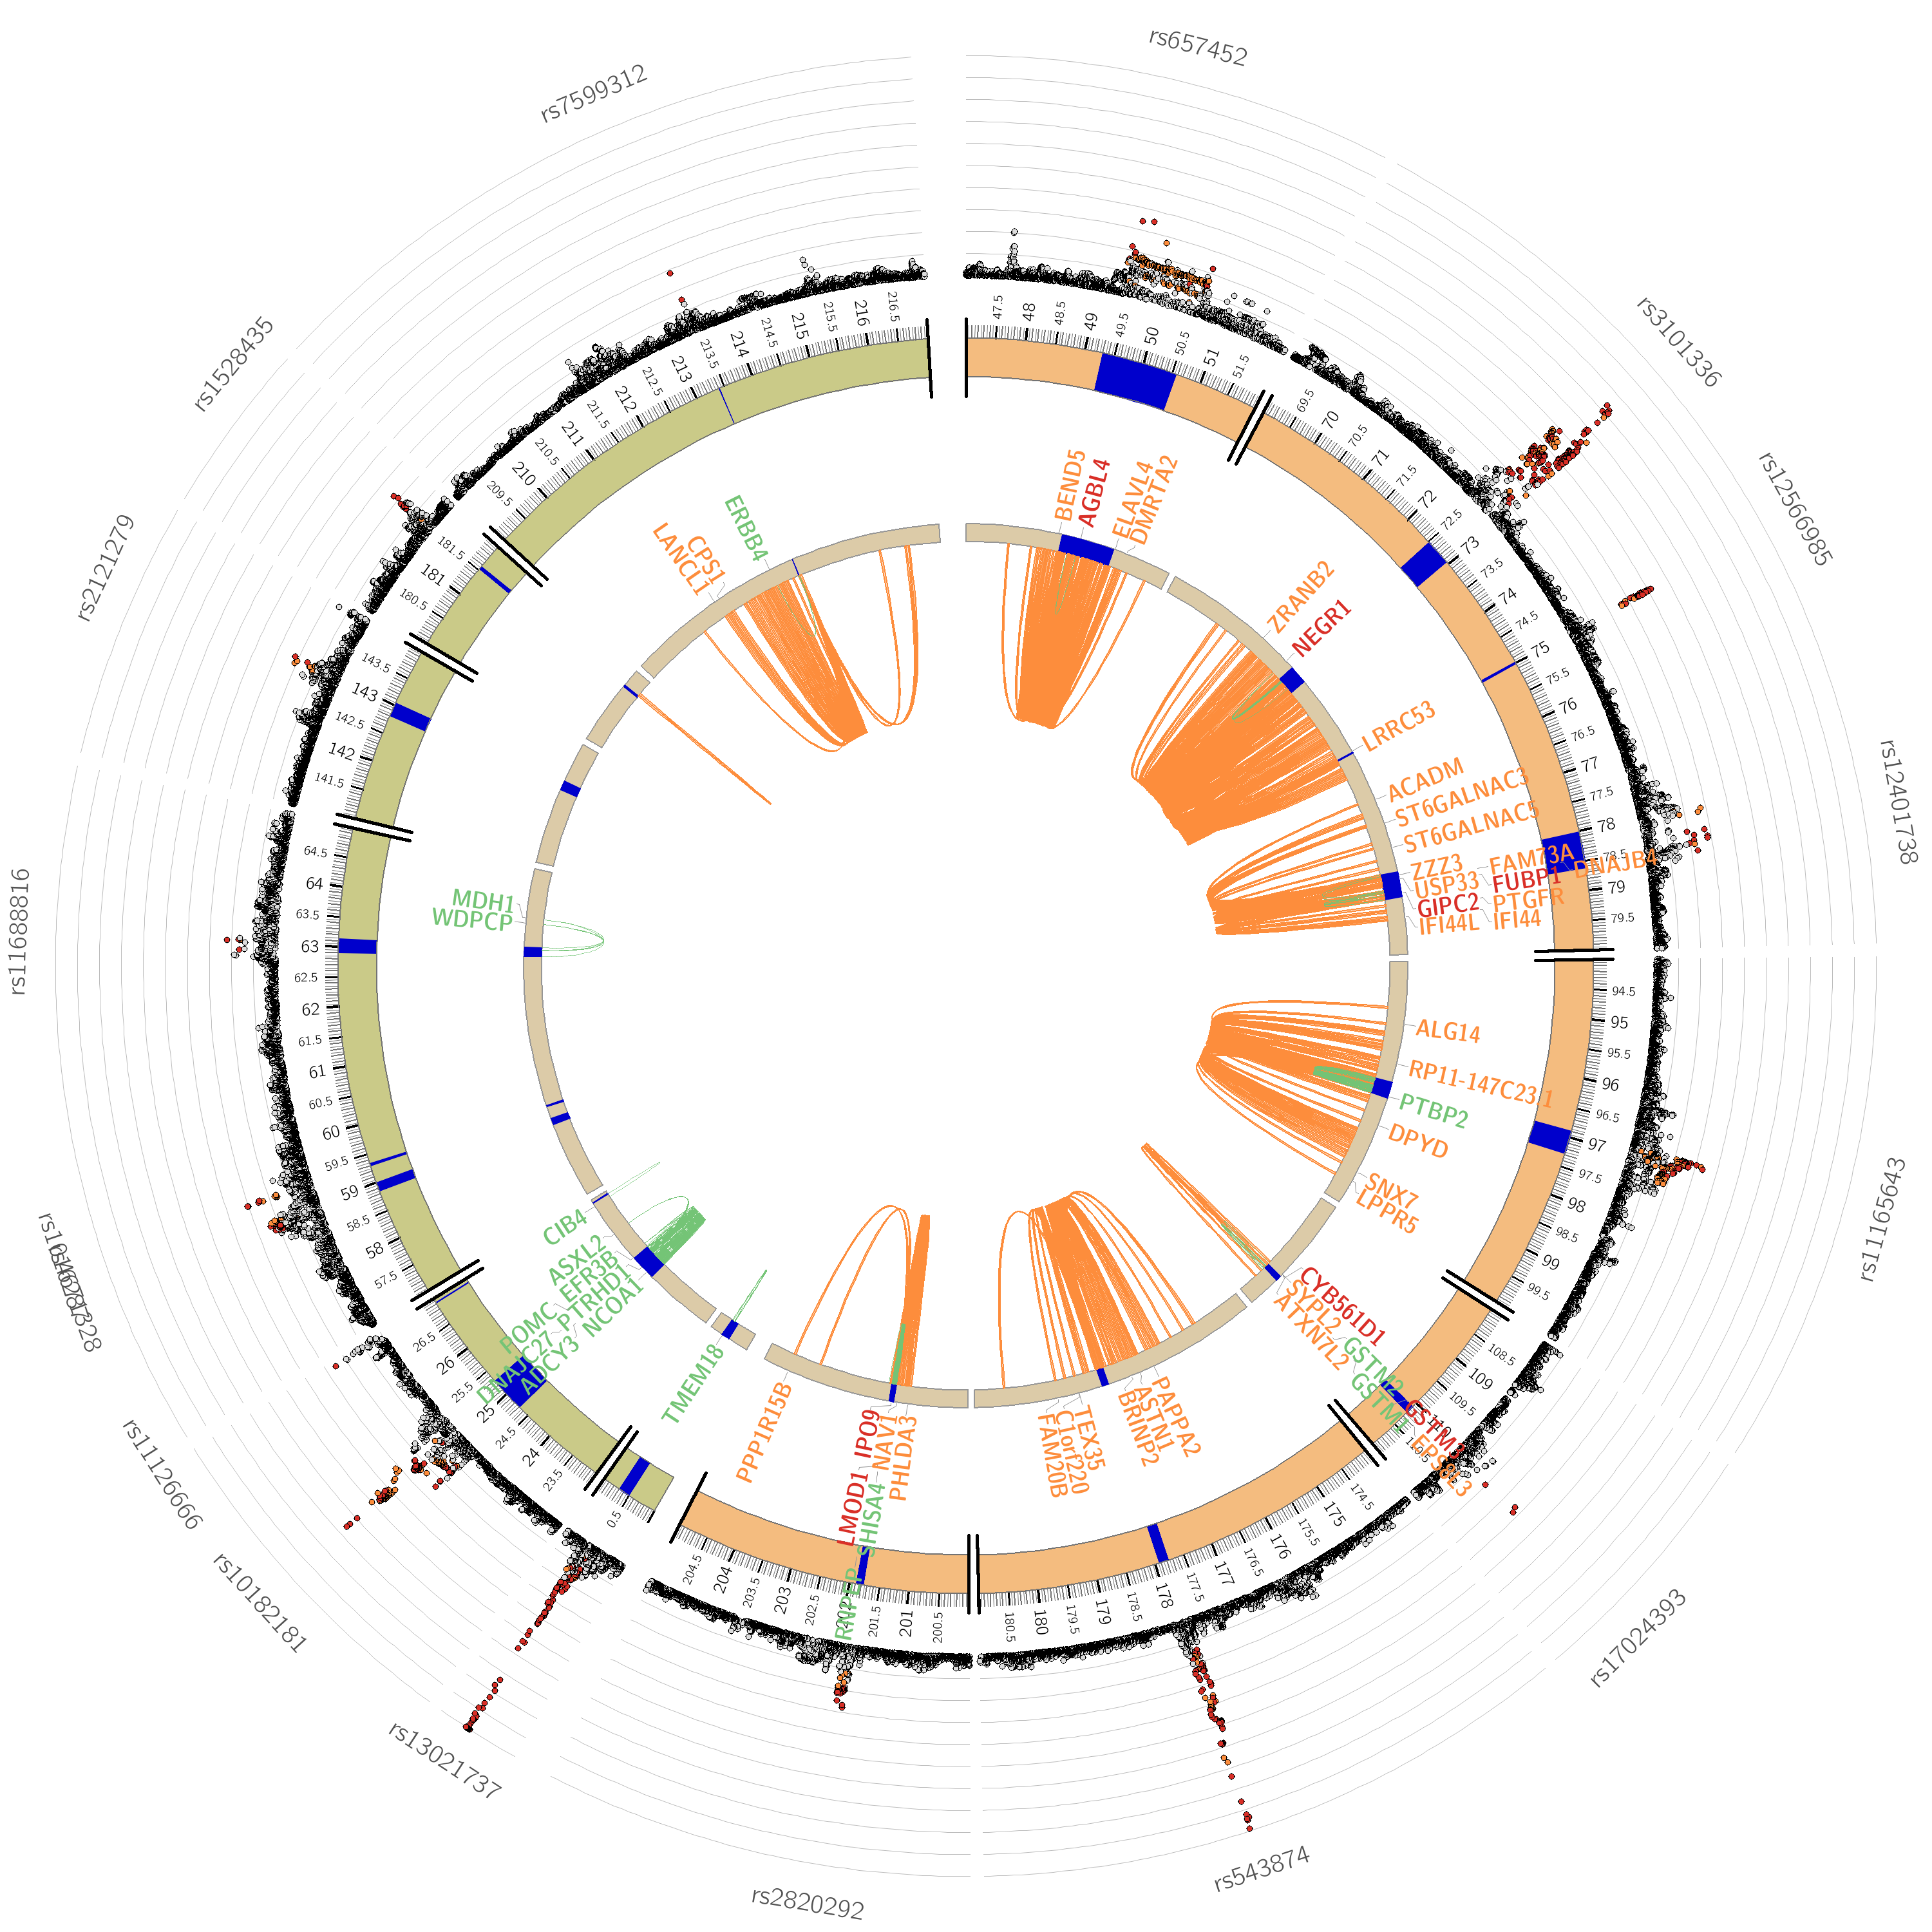 rs657452
rs3101336
rs12566985
rs12401738
rs11165643
rs17024393
rs543874
rs2820292
rs13021737
rs10182181
rs1126666
rs11688816
rs2121279
rs1528435
rs7599312
47.5
48
48.5
49
49.5
50
50.5
51
51.5
69.5
70
70.5
71
71.5
72
72.5
73
73.5
74
74.5
75
75.5
76
76.5
77
77.5
78
78.5
79
79.5
94.5
95
95.5
96
96.5
97
97.5
98
98.5
99
99.5
108.5
109
109.5
174.5
175
175.5
176
176.5
177
177.5
178
178.5
179
179.5
180
180.5
200.5
201
201.5
202
202.5
203
203.5
204
204.5
0.5
23.5
24
24.5
25
25.5
26
26.5
57.5
58
58.5
59
59.5
60
60.5
61
61.5
62
62.5
63
63.5
64
64.5
141.5
142
142.5
143
143.5
180.5
181
181.5
209.5
210
210.5
211
211.5
212
212.5
213
213.5
214
214.5
215
215.5
216
216.5
BEND5
AGBL4
ELAVL4
DMRTA2
ZRANB2
NEGR1
LRRC53
ACADM
ST6GALNAC3
ST6GALNAC5
ZZZ3 FAM73A DNAJB4
USP33 FUBP1
GIPC2 PTGFR
IFI44L IFI44
ALG14
RP11-147C23.1
PTBP2
DPYD
SNX7
LPPR5
CYB561D1
SYPL2 GSTM2 GSTM3
ATXN7L2 GSTM1 EPS8L3
PAPPA2
ASTN1
BRINP2
TEX35
C1orf220
FAM20B
PHLDA3
NAV1 SHISA4
IPO9 LMOD1 RNPEP
PPP1R15B
TMEM18
NCOA1 ADCY3
PTRHD1 DNAJC27
EFR3B POMC
ASXL2
CIB4
WDPCP
MDH1
LANCL1
CPS1
ERBB4